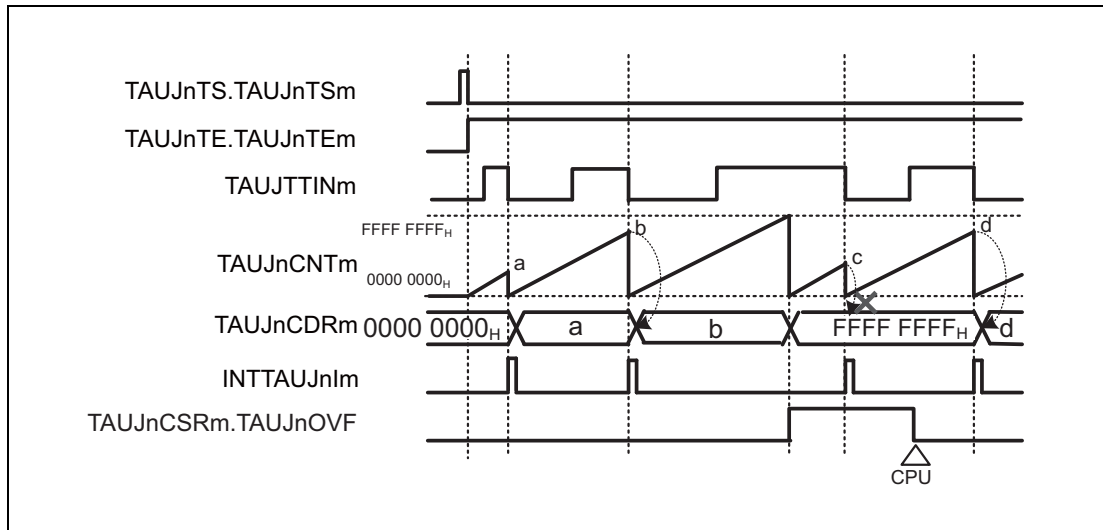 TAUJnTS.TAUJnTSm
TAUJnTE.TAUJnTEm
TAUJTTINm
FFFF FFFFH
b
d
TAUJnCNTm
a
c
0000 0000H
TAUJnCDRm
0000 0000H
a
b
FFFF FFFFH
d
INTTAUJnIm
TAUJnCSRm.TAUJnOVF
CPU